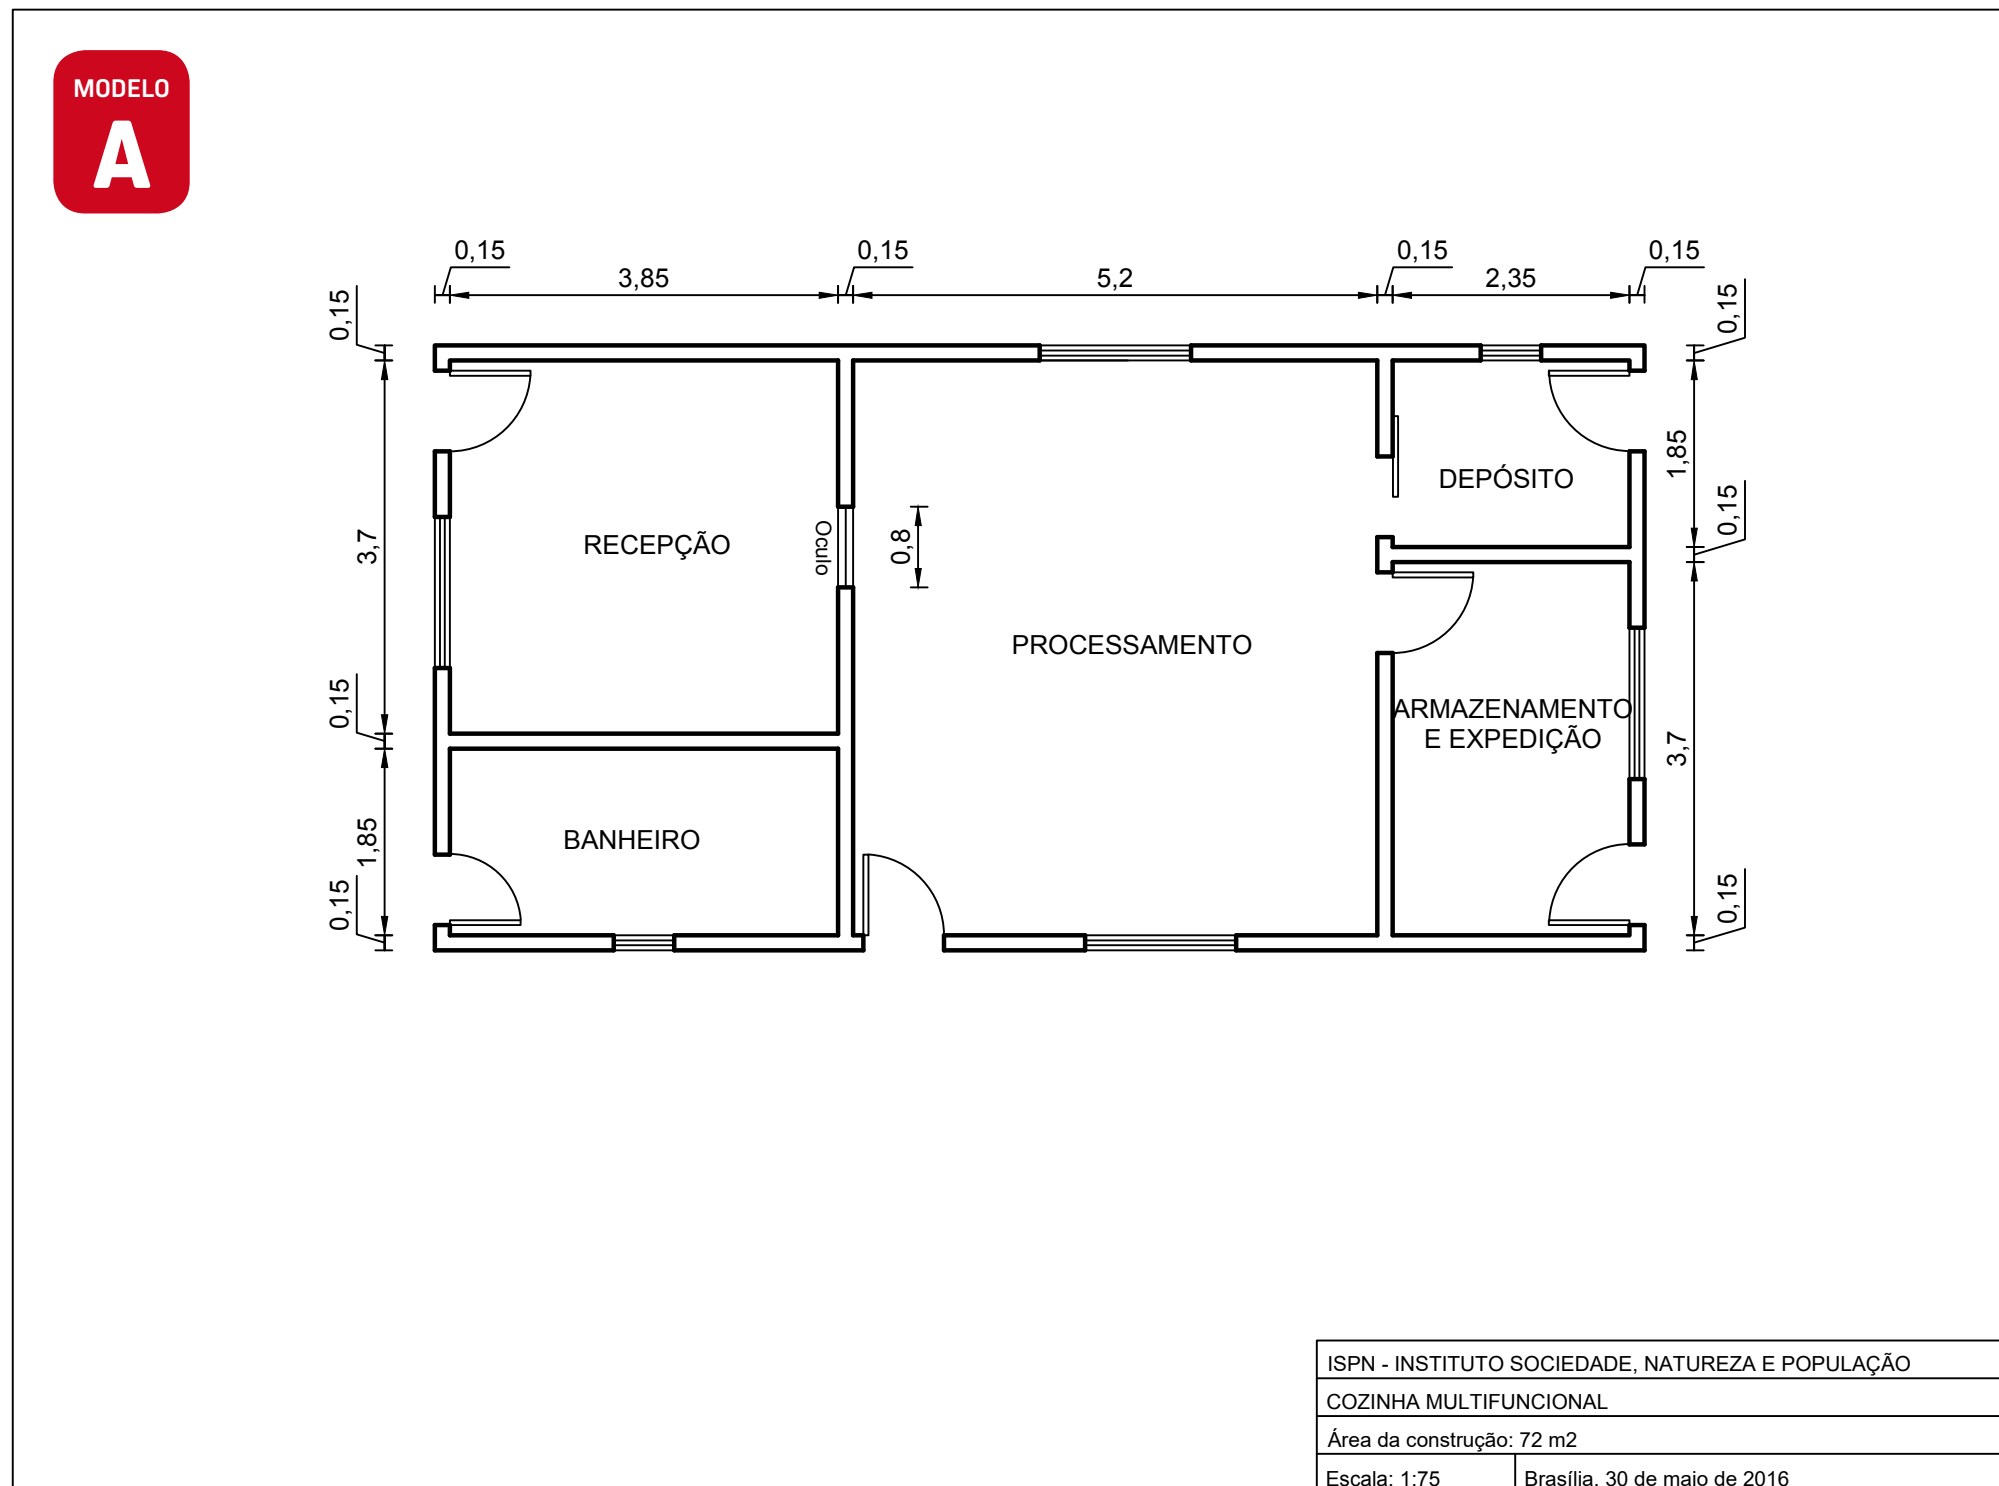 MODELO
A
0,15
0,15
0,15
0,15
3,85
5,2
2,35
0,15
0,15
3,7
1,85
0,15
RECEPÇÃO
Oculo
0,8
DEPÓSITO
PROCESSAMENTO
0,15
ARMAZENAMENTO
E EXPEDIÇÃO
3,7
0,15
1,85
BANHEIRO
0,15
0,15
ISPN - INSTITUTO SOCIEDADE, NATUREZA E POPULAÇÃO
COZINHA MULTIFUNCIONAL
Área da construção: 72 m2
Escala: 1:75
Brasília, 30 de maio de 2016